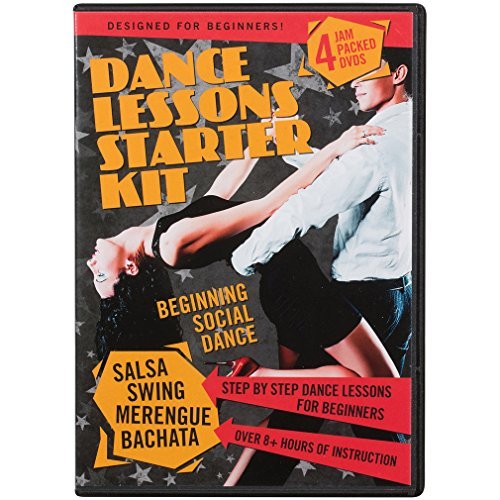 DESIGNED FOR BEGINNERS!
4
JAM
PACKED
DVDS
DANCE
LESSONS
STARTER
KIT
BEGINNING
SOCIAL
DANCE
SALSA
SWING
MERENGUE
BACHATA
STEP BY STEP DANCE LESSONS
FOR BEGINNERS
OVER 8+ HOURS OF INSTRUCTION